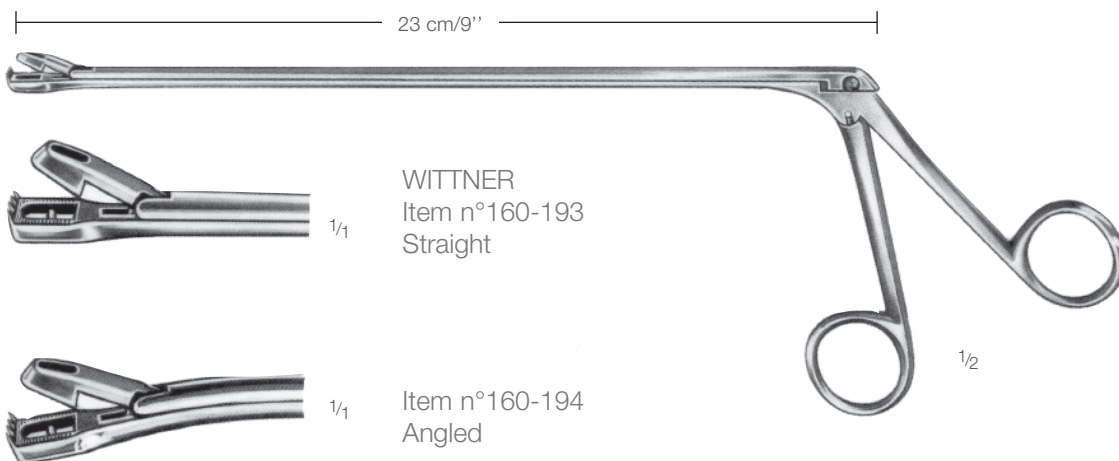 23 cm/9’’
WITTNER
1/1
Item n°160-193
Straight
1/2
1/1
Item n°160-194
Angled